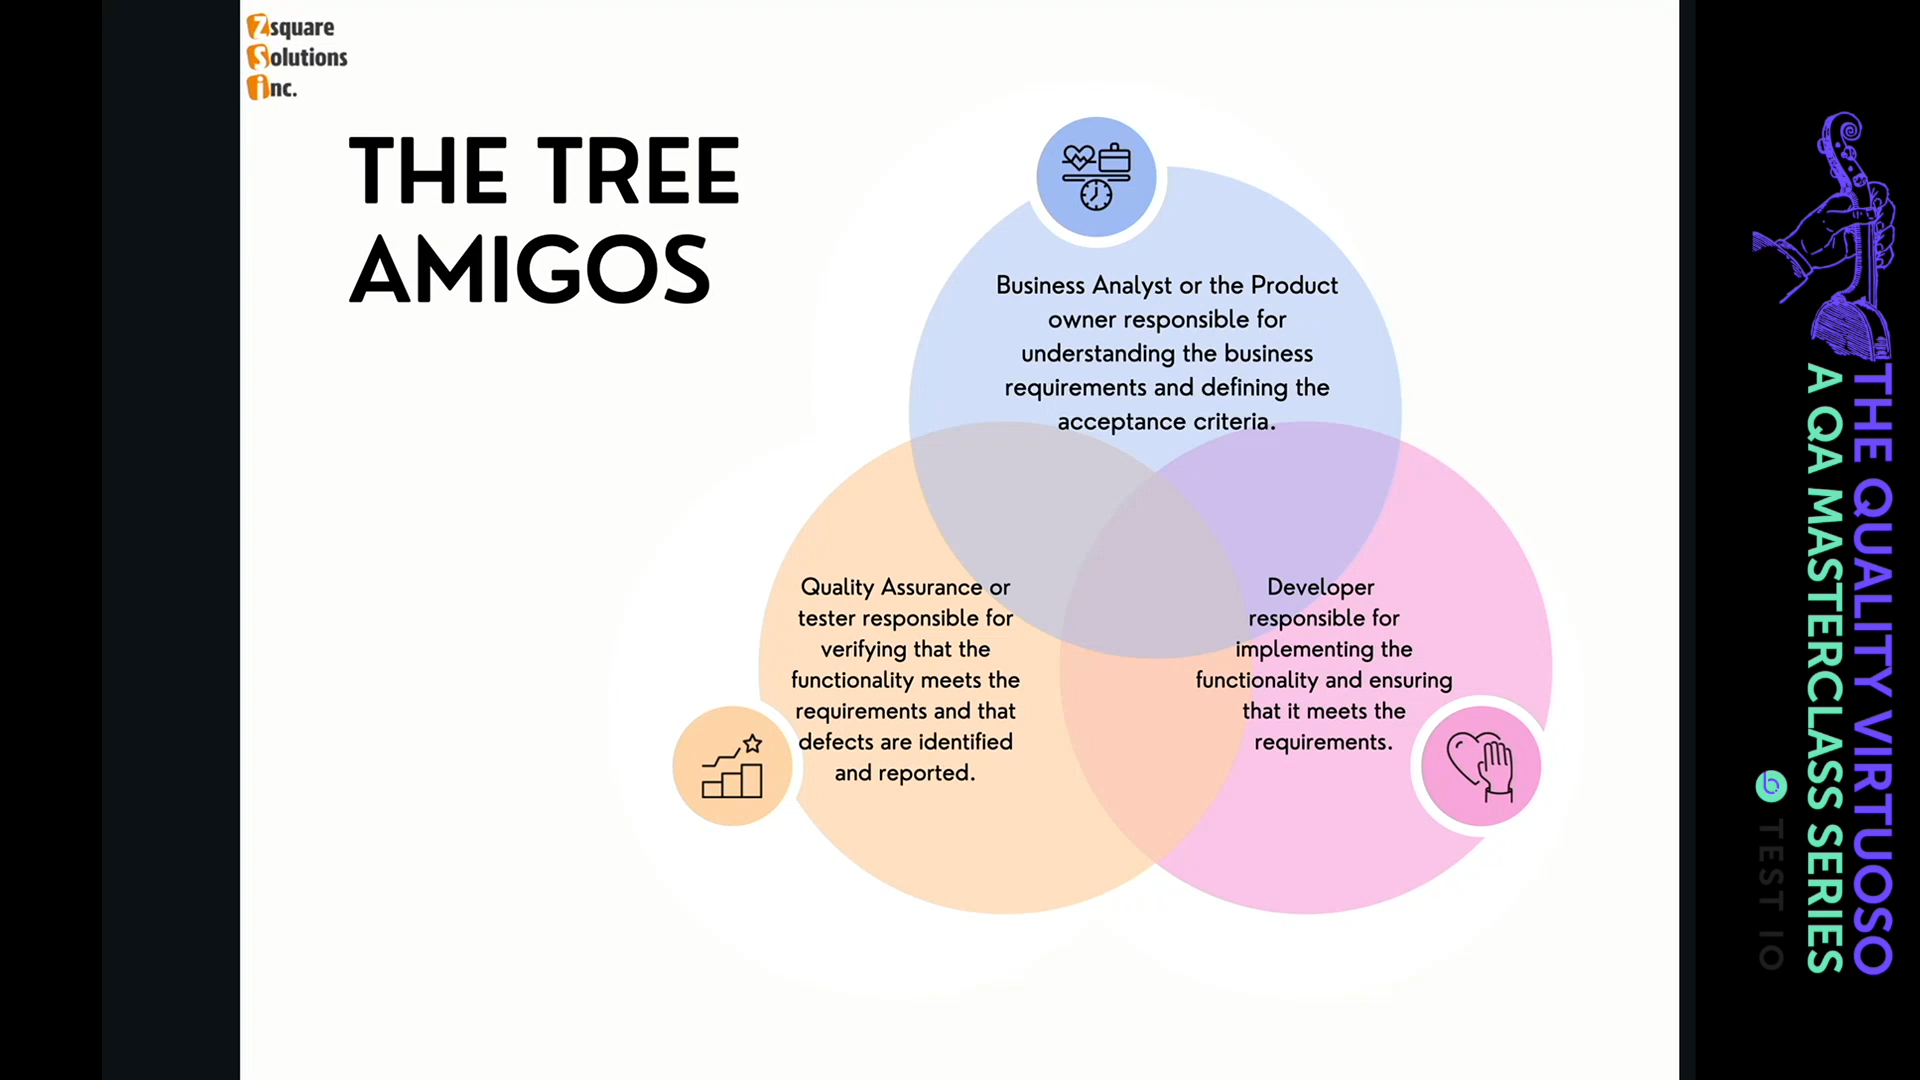 Zsquare
Solutions
inc.
THE TREE
AMIGOS
Business Analyst or the Product
owner responsible for
understanding the business
requirements and defining the
acceptance criteria.
Quality Assurance or
tester responsible for
verifying that the
functionality meets the
requirements and that
defects are identified
and reported.
Developer
responsible for
implementing the
functionality and ensuring
that it meets the
requirements.
THE QUALITY VIRTUOSO
A QA MASTERCLASS SERIES
TEST IO